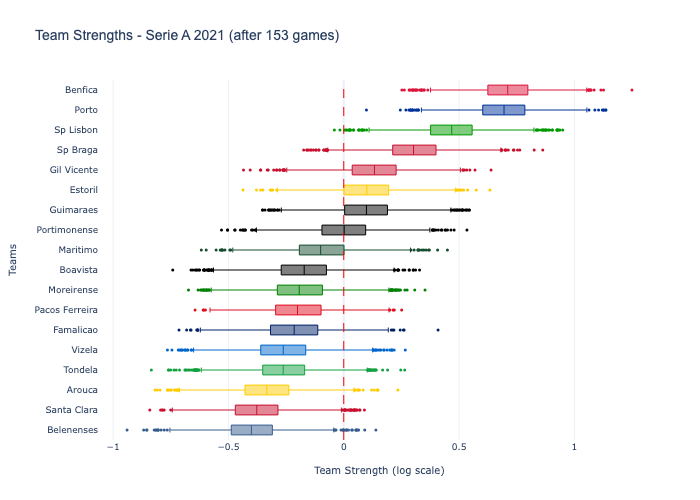 Team Strengths - Serie A 2021 (after 153 games)
Benfica
Porto
Sp Lisbon
Sp Braga
Gil Vicente
Estoril
Guimaraes
Portimonense
Maritimo
Boavista
Moreirense
Pacos Ferreira
Famalicao
Vizela
Tondela
Arouca
Santa Clara
Belenenses
Teams
−1 −0.5 0 0.5 1
Team Strength (log scale)